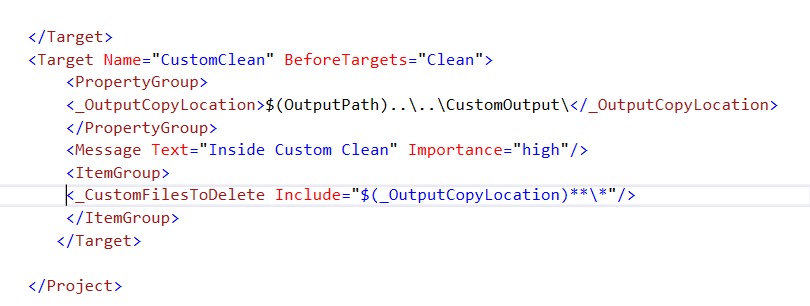 </Target>
<Target Name="CustomClean" BeforeTargets="Clean">
<PropertyGroup>
<_OutputCopyLocation>$(OutputPath)..\..\CustomOutput\</_OutputCopyLocation>
</PropertyGroup>
<Message Text="Inside Custom Clean" Importance="high"/>
<ItemGroup>
<_CustomFilesToDelete Include="$(_OutputCopyLocation)**\*"/>
</ItemGroup>
</Target>
</Project>